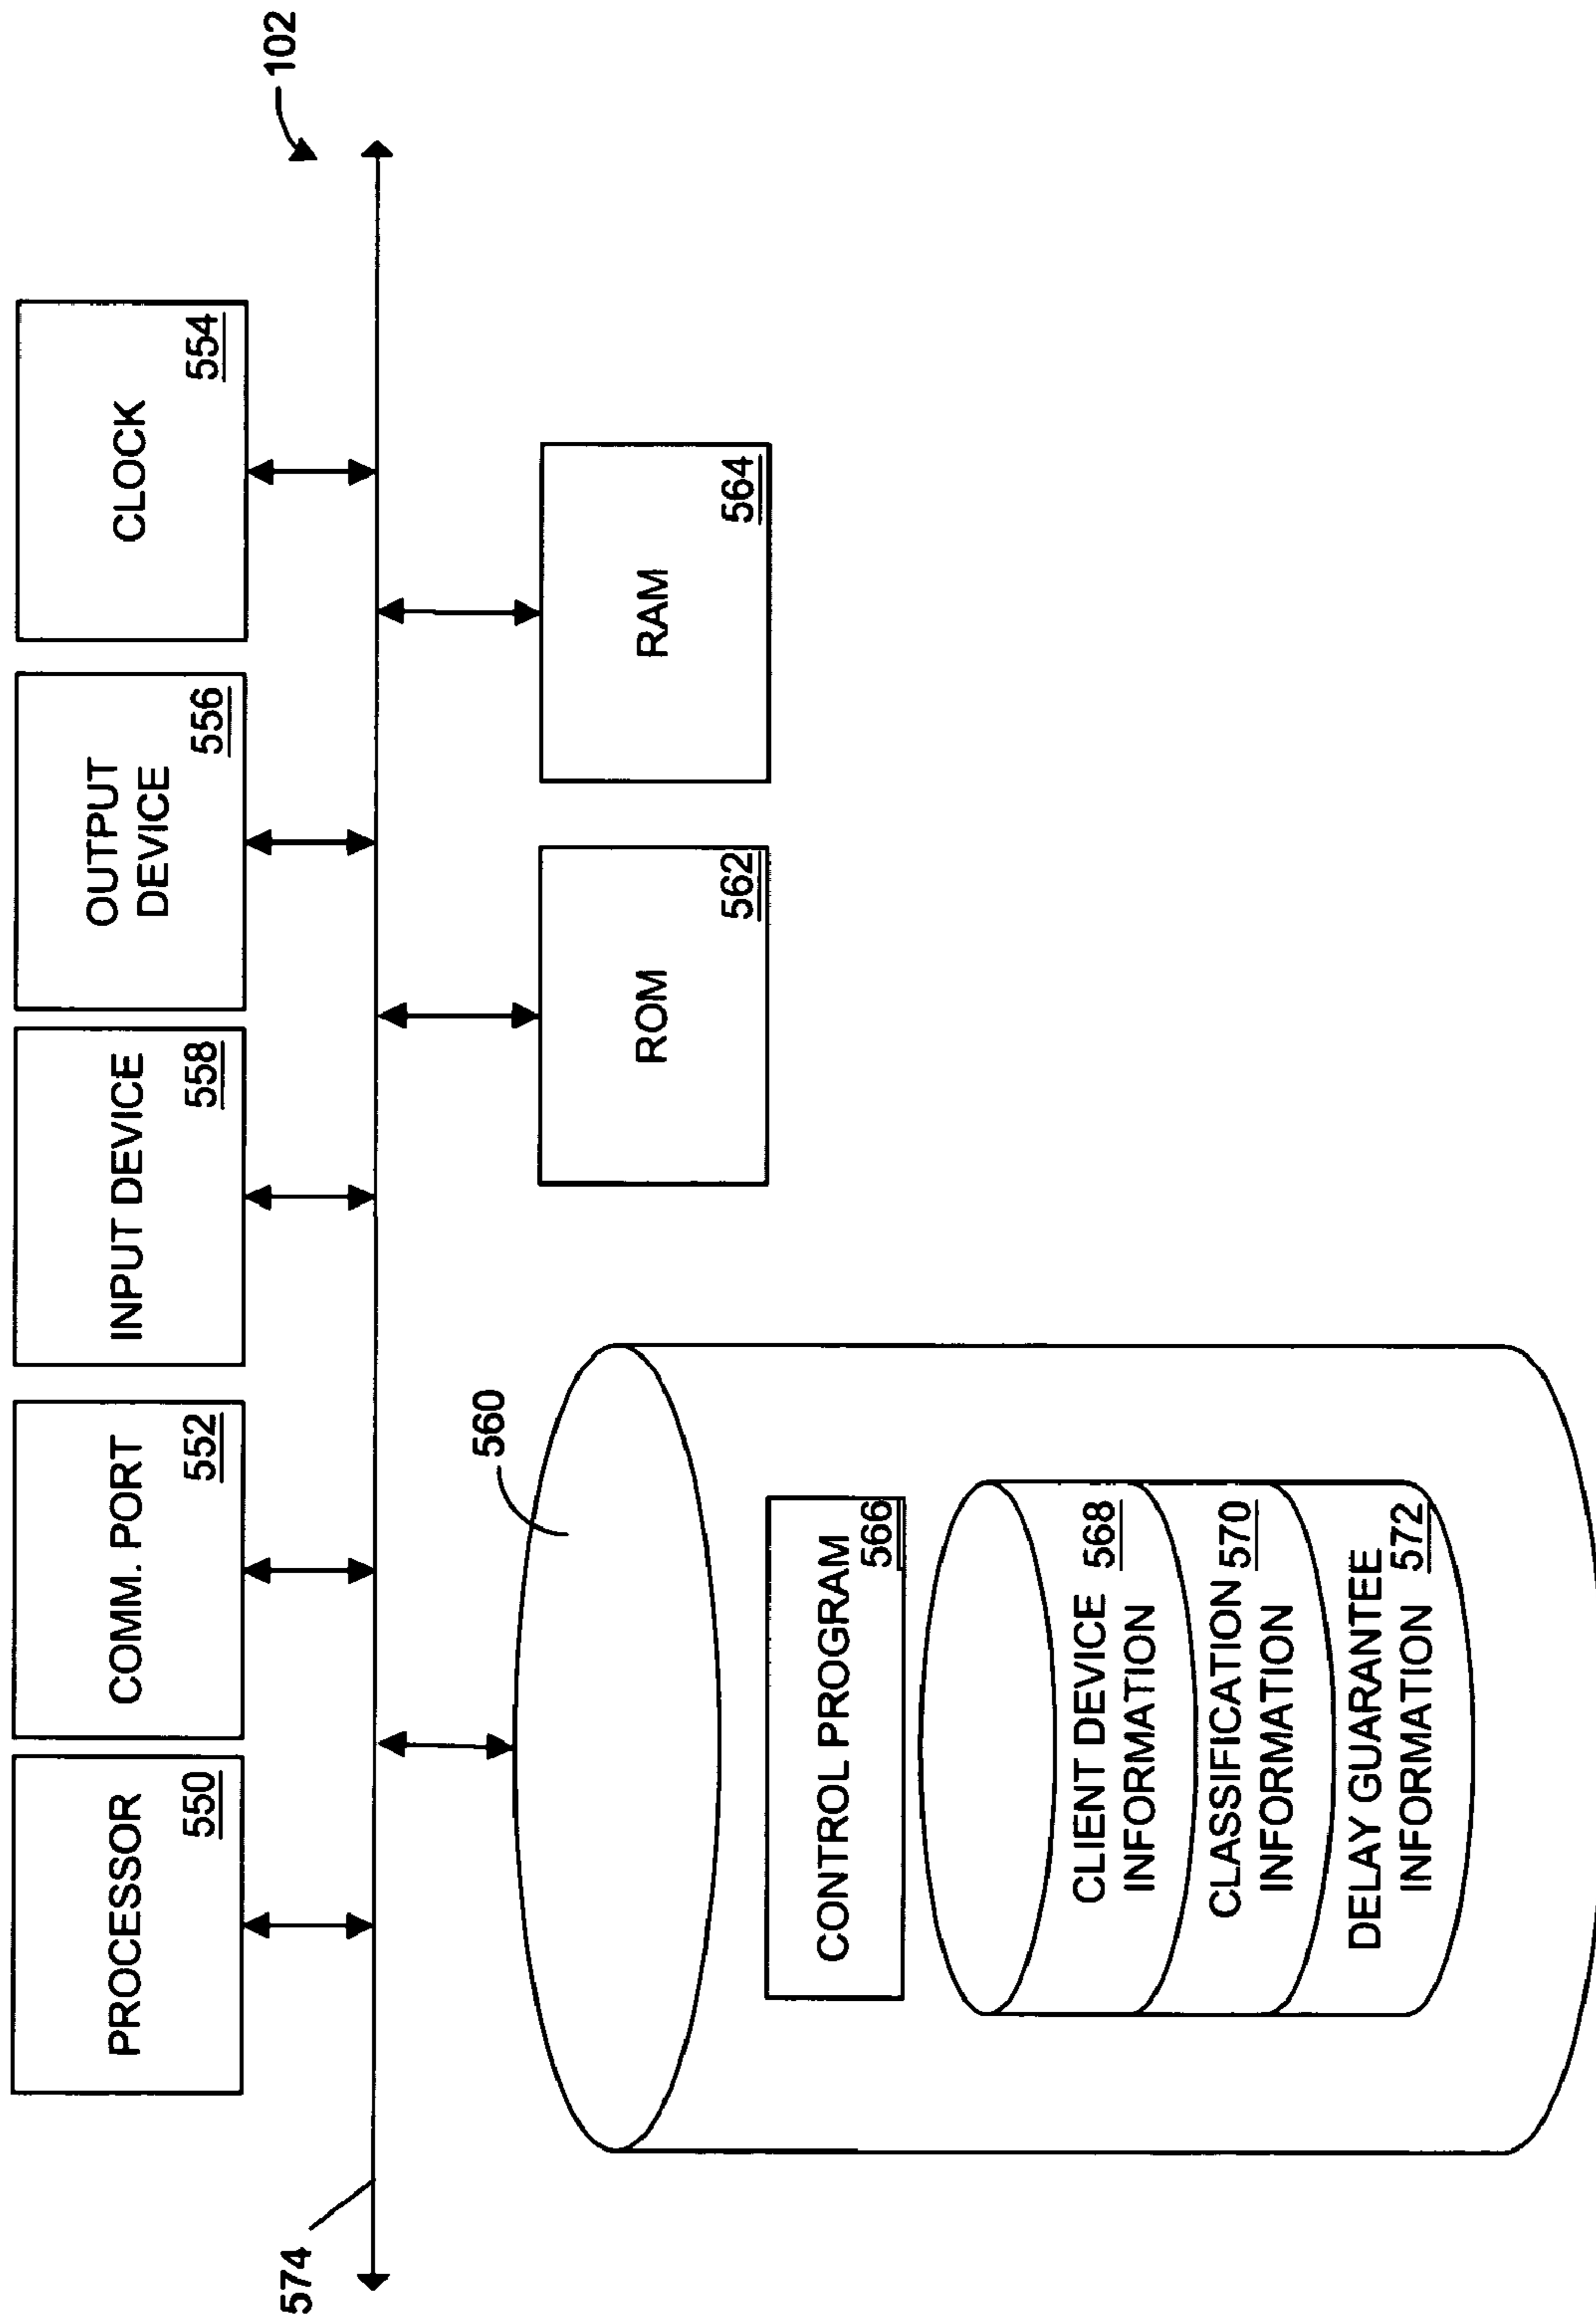 102
574
PROCESSOR
550
COMM. PORT
552
INPUT DEVICE
558
OUTPUT
DEVICE
556
CLOCK
554
560
ROM
562
RAM
564
CONTROL PROGRAM
566
CLIENT DEVICE
INFORMATION
568
CLASSIFICATION
INFORMATION
570
DELAY GUARANTEE
INFORMATION
572